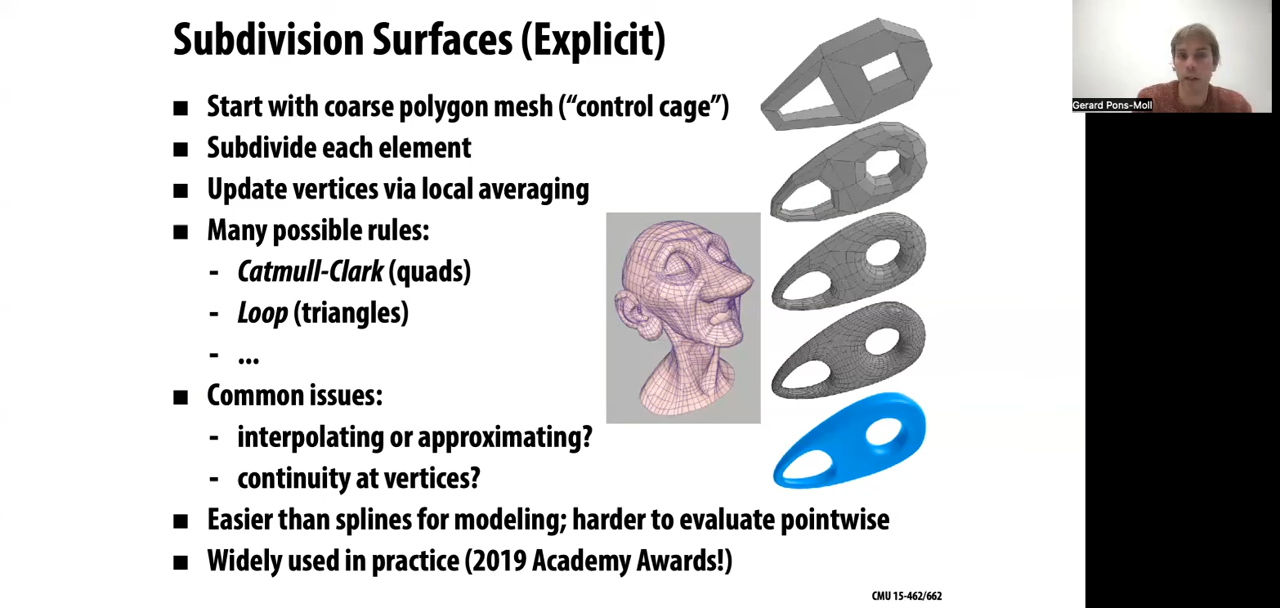 Subdivision Surfaces (Explicit)
■ Start with coarse polygon mesh (“control cage”)
■ Subdivide each element
■ Update vertices via local averaging
■ Many possible rules:
- Catmull-Clark (quads)
- Loop (triangles)
- ...
■ Common issues:
- interpolating or approximating?
- continuity at vertices?
■ Easier than splines for modeling; harder to evaluate pointwise
■ Widely used in practice (2019 Academy Awards!)
CMU 15-462/662
Gerard Pons-Moll